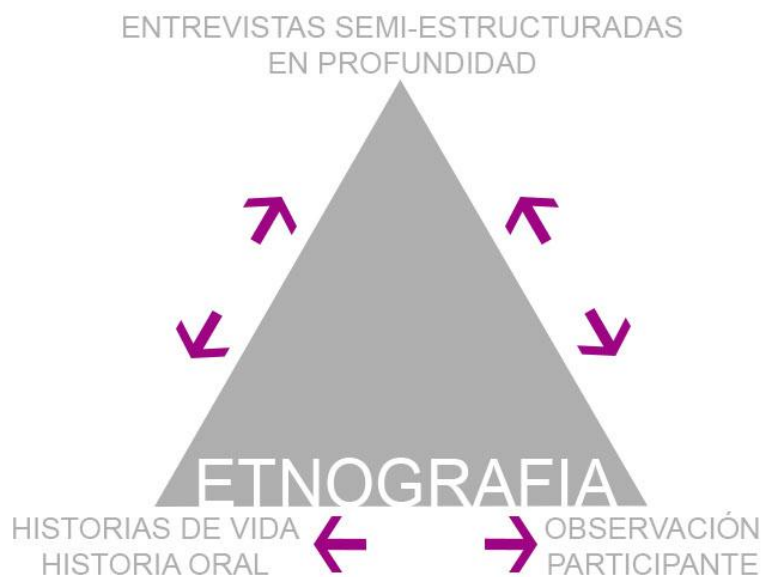 ENTREVISTAS SEMI-ESTRUCTURADAS
EN PROFUNDIDAD
ETNOGRAFIA
HISTORIAS DE VIDA
HISTORIA ORAL
OBSERVACIÓN
PARTICIPANTE